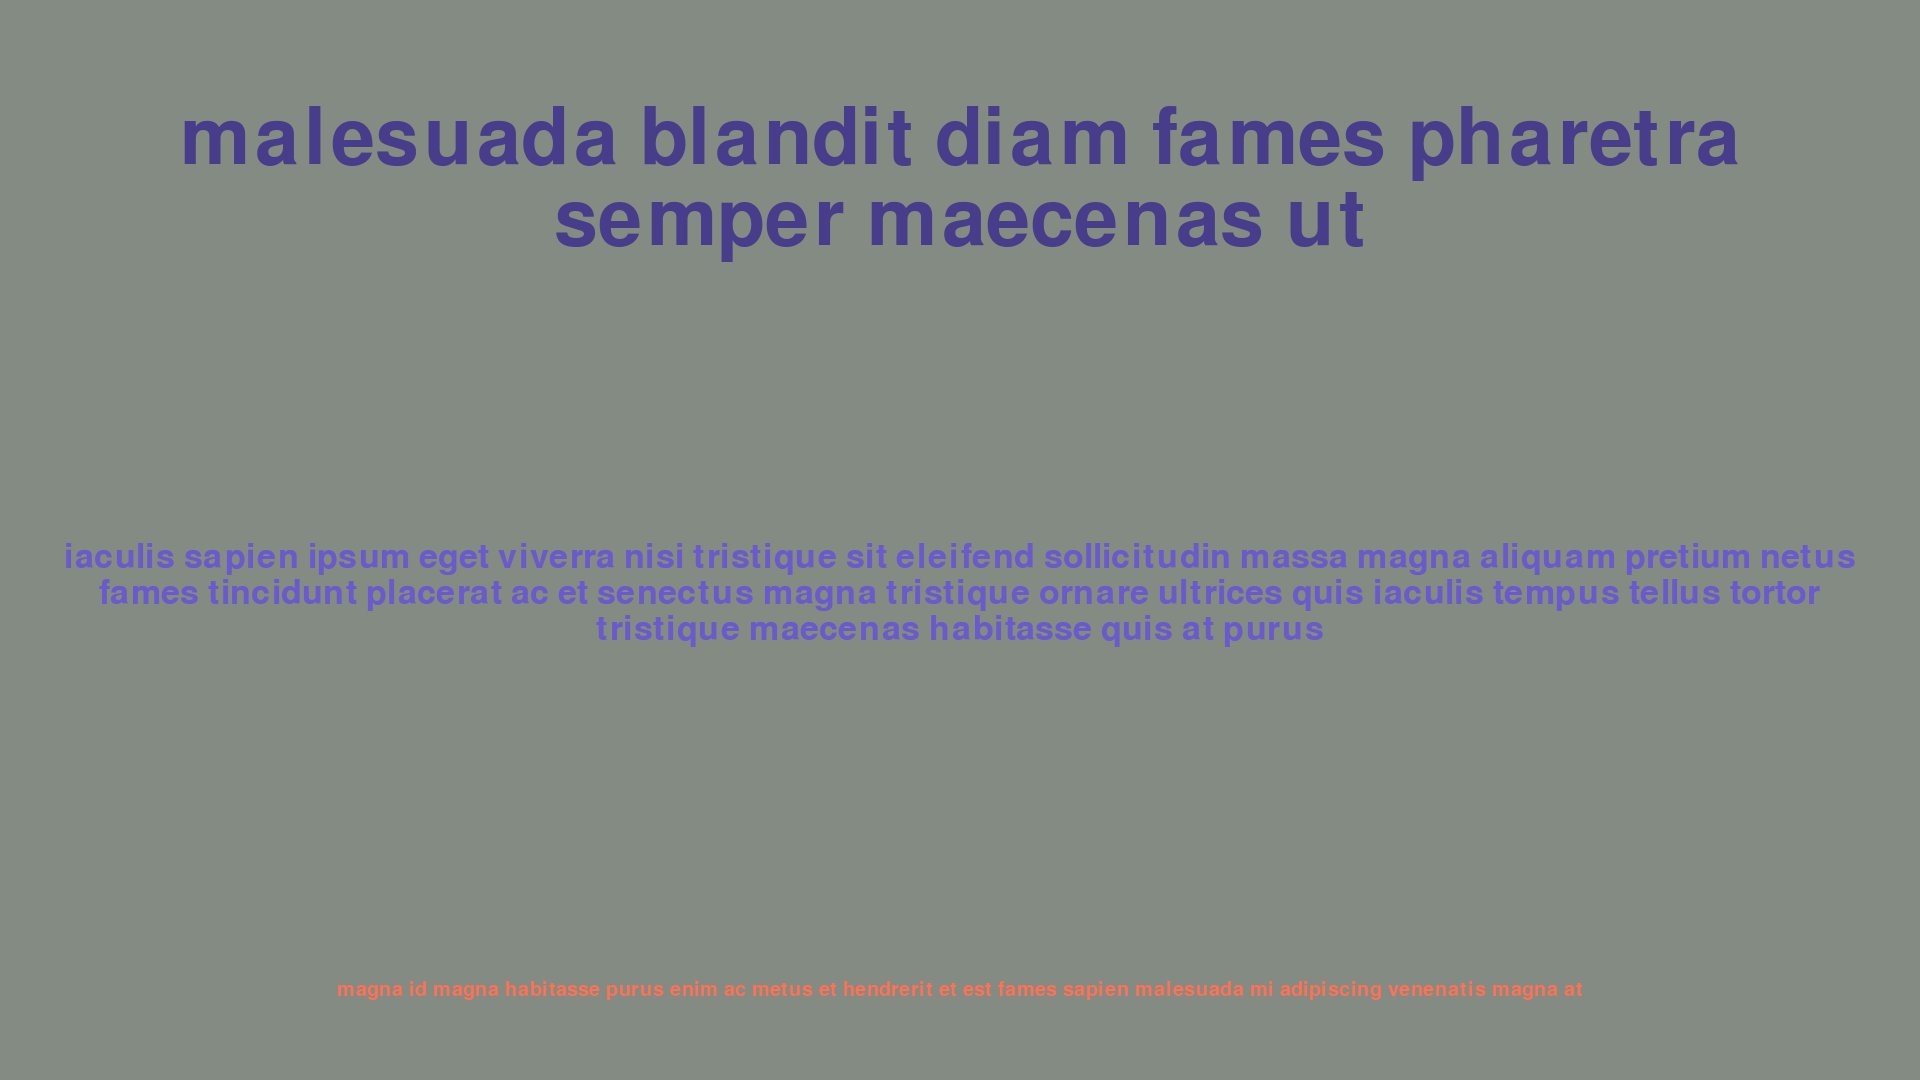 malesuada blandit diam fames pharetra
semper maecenas ut
iaculis sapien ipsum eget viverra nisi tristique sit eleifend sollicitudin massa magna aliquam pretium netus
fames tincidunt placerat ac et senectus magna tristique ornare ultrices quis iaculis tempus tellus tortor
tristique maecenas habitasse quis at purus
magna id magna habitasse purus enim ac metus et hendrerit et est fames sapien malesuada mi adipiscing venenatis magna at